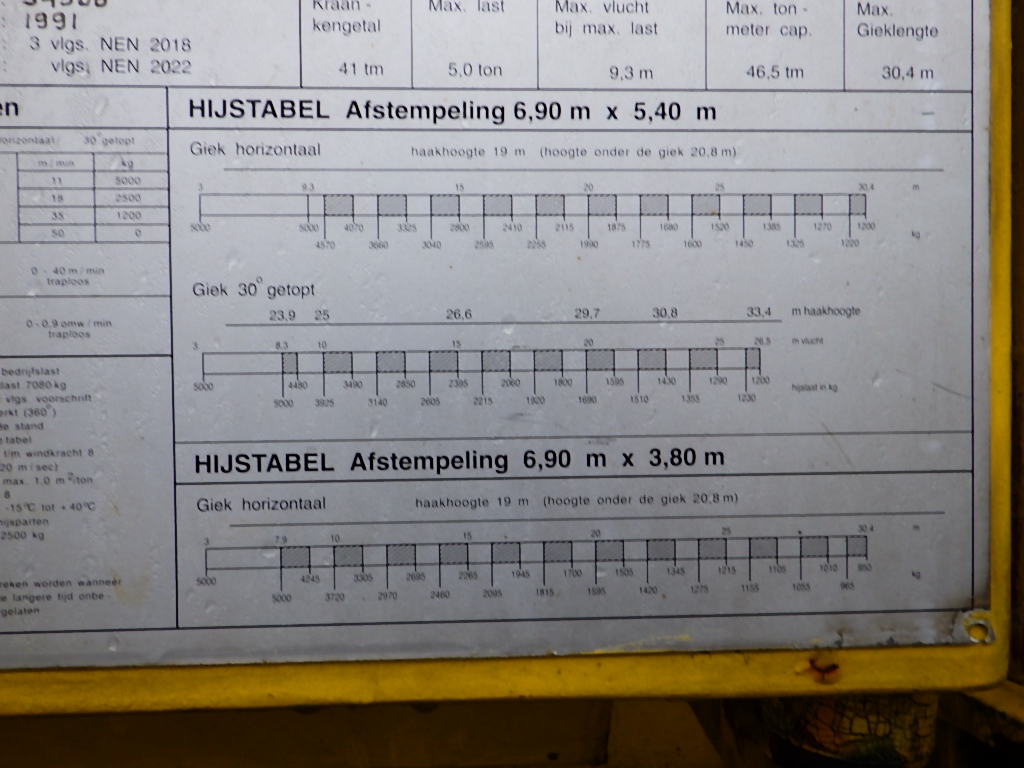 1991
Kraan - Max. last Max. vlucht Max. ton - Max.
kengetal bij max. last meter cap. Gieklengte
: 3 vlgs. NEN 2018
: vlgs. NEN 2022
41 tm 5,0 ton 9,3 m 46,5 tm 30,4 m
en
HIJSTABEL Afstempeling 6,90 m x 5,40 m
horizontaal/ 30° getopt
m/min kg
11 5000
18 2500
35 1200
50 0
0 - 40 m/min
traploos
0 - 0,9 omw/min
traploos
bedrijfslast
last 7080 kg
vlgs. voorschrift
erkt (360°)
de stand
tabel
t/m windkracht 8
20 m/sec)
max. 1,0 m²/ton
8
-15°C tot +40°C
hijsparten
2500 kg
reken worden wanneer
e langere tijd onbe -
gelaten
Giek horizontaal haakhoogte 19 m (hoogte onder de giek 20,8 m)
3 9.3 15 20 25 30.4 m
5000 5000 4070 3325 2800 2410 2115 1875 1680 1520 1385 1270 1200
4570 3660 3040 2595 2255 1990 1775 1600 1450 1325 1220 kg
Giek 30° getopt
23,9 25 26,6 29,7 30,8 33,4 m haakhoogte
3 8.3 10 15 20 25 26.5 m vlucht
5000 4480 3490 2850 2395 2060 1800 1595 1430 1290 1200 hijslast in kg
5000 3925 3140 2605 2215 1920 1690 1510 1355 1230
HIJSTABEL Afstempeling 6,90 m x 3,80 m
Giek horizontaal haakhoogte 19 m (hoogte onder de giek 20,8 m)
3 7.9 10 15 20 25 30.4 m
5000 4245 3305 2695 2265 1945 1700 1505 1345 1215 1105 1010 950 kg
5000 3720 2970 2460 2095 1815 1595 1420 1275 1155 1055 965